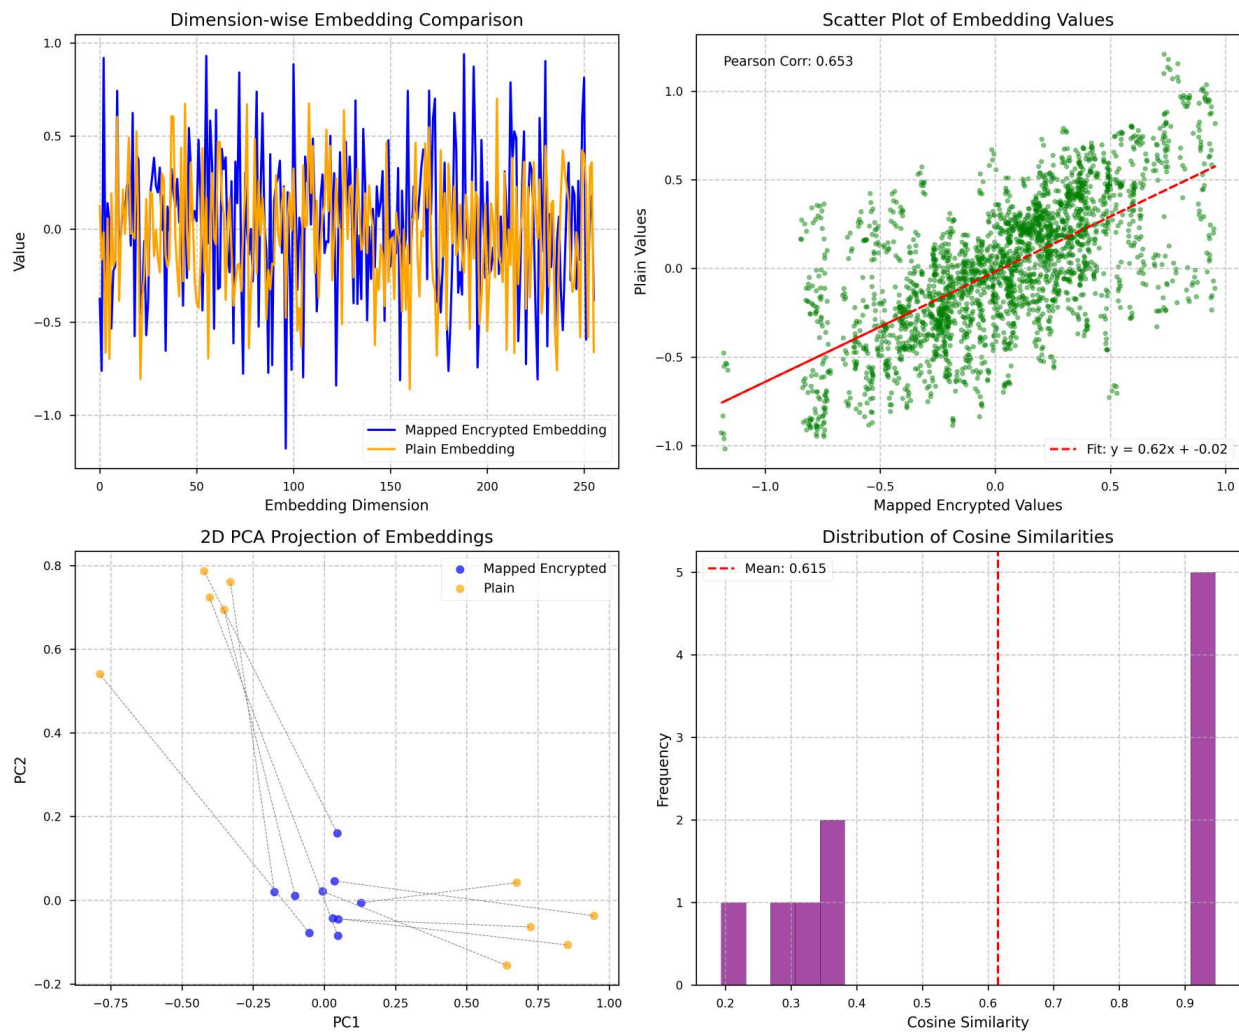 Dimension-wise Embedding Comparison
1.0
0.5
0.0
−0.5
−1.0
Value
Mapped Encrypted Embedding
Plain Embedding
0
50
100
150
200
250
Embedding Dimension
Scatter Plot of Embedding Values
Pearson Corr: 0.653
1.0
0.5
0.0
−0.5
−1.0
Plain Values
Fit: y = 0.62x + -0.02
−1.0
−0.5
0.0
0.5
1.0
Mapped Encrypted Values
2D PCA Projection of Embeddings
Mapped Encrypted
Plain
0.8
0.6
0.4
0.2
0.0
−0.2
PC2
−0.75
−0.50
−0.25
0.00
0.25
0.50
0.75
1.00
PC1
Distribution of Cosine Similarities
Mean: 0.615
5
4
3
2
1
0
Frequency
0.2
0.3
0.4
0.5
0.6
0.7
0.8
0.9
Cosine Similarity